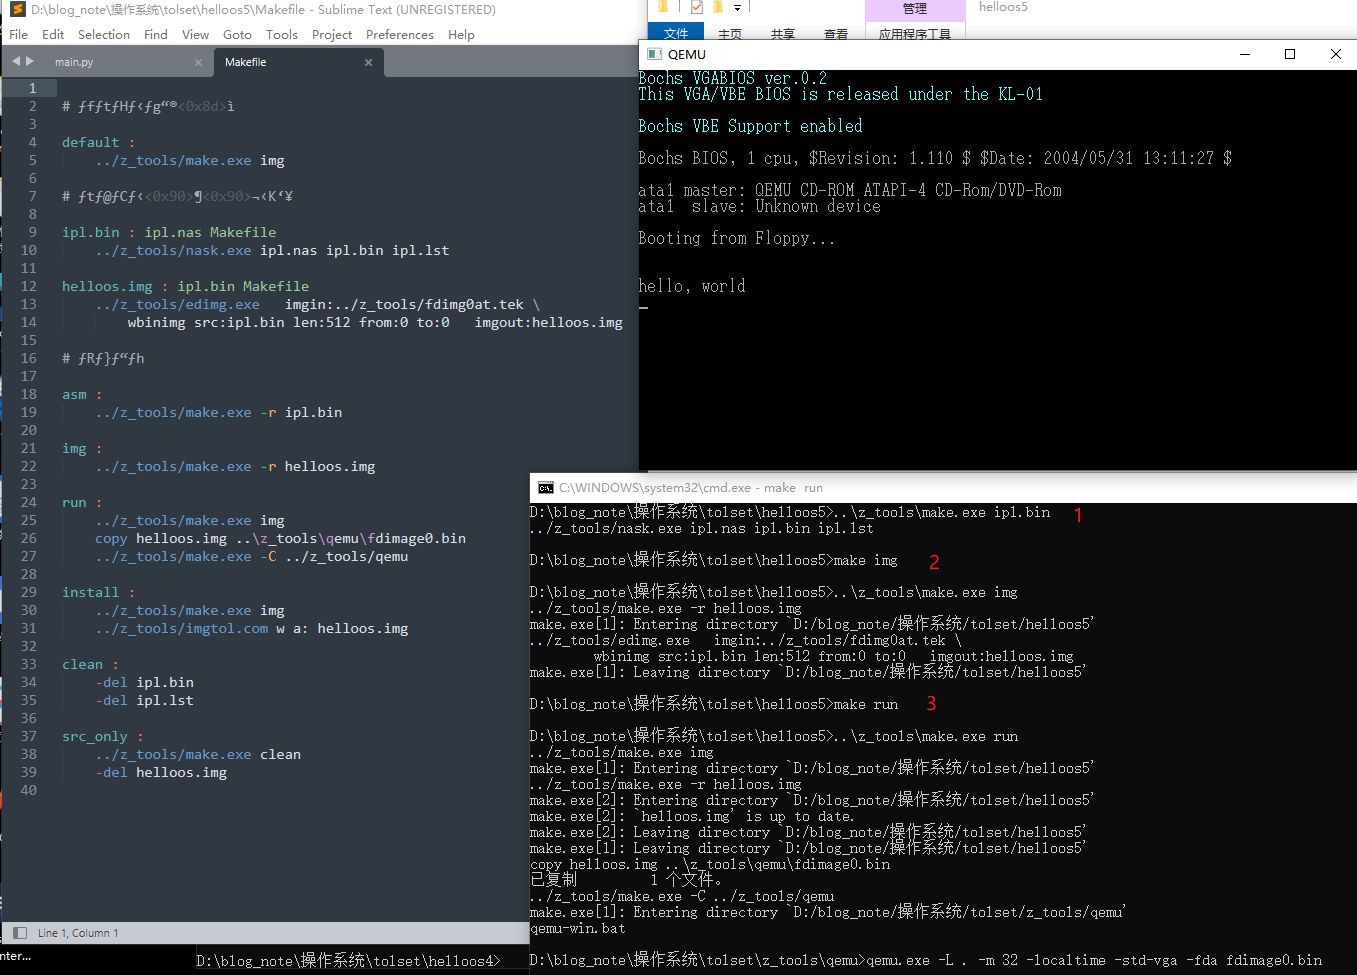 D:\blog_note\操作系统\tolset\helloos5\Makefile - Sublime Text (UNREGISTERED)
File Edit Selection Find View Goto Tools Project Preferences Help
main.py ×
Makefile ×
1
2 # ƒfƒtƒHƒ‹ƒg“®<0x8d>ì
3
4 default :
5 ../z_tools/make.exe img
6
7 # ƒtƒ@ƒCƒ‹<0x90>¶<0x90>¬‹K‘¥
8
9 ipl.bin : ipl.nas Makefile
10 ../z_tools/nask.exe ipl.nas ipl.bin ipl.lst
11
12 helloos.img : ipl.bin Makefile
13 ../z_tools/edimg.exe   imgin:../z_tools/fdimg0at.tek \
14 wbinimg src:ipl.bin len:512 from:0 to:0   imgout:helloos.img
15
16 # ƒRƒ}ƒ“ƒh
17
18 asm :
19 ../z_tools/make.exe -r ipl.bin
20
21 img :
22 ../z_tools/make.exe -r helloos.img
23
24 run :
25 ../z_tools/make.exe img
26 copy helloos.img ..\z_tools\qemu\fdimage0.bin
27 ../z_tools/make.exe -C ../z_tools/qemu
28
29 install :
30 ../z_tools/make.exe img
31 ../z_tools/imgtol.com w a: helloos.img
32
33 clean :
34 -del ipl.bin
35 -del ipl.lst
36
37 src_only :
38 ../z_tools/make.exe clean
39 -del helloos.img
40
Line 1, Column 1
管理 helloos5
文件 主页 共享 查看 应用程序工具
QEMU
Bochs VGABIOS ver.0.2
This VGA/VBE BIOS is released under the KL-01
Bochs VBE Support enabled
Bochs BIOS, 1 cpu, $Revision: 1.110 $ $Date: 2004/05/31 13:11:27 $
ata1 master: QEMU CD-ROM ATAPI-4 CD-Rom/DVD-Rom
ata1  slave: Unknown device
Booting from Floppy...
hello, world
C:\WINDOWS\system32\cmd.exe - make  run
D:\blog_note\操作系统\tolset\helloos5>..\z_tools\make.exe ipl.bin 1
../z_tools/nask.exe ipl.nas ipl.bin ipl.lst
D:\blog_note\操作系统\tolset\helloos5>make img 2
D:\blog_note\操作系统\tolset\helloos5>..\z_tools\make.exe img
../z_tools/make.exe -r helloos.img
make.exe[1]: Entering directory `D:/blog_note/操作系统/tolset/helloos5'
../z_tools/edimg.exe   imgin:../z_tools/fdimg0at.tek \
wbinimg src:ipl.bin len:512 from:0 to:0   imgout:helloos.img
make.exe[1]: Leaving directory `D:/blog_note/操作系统/tolset/helloos5'
D:\blog_note\操作系统\tolset\helloos5>make run 3
D:\blog_note\操作系统\tolset\helloos5>..\z_tools\make.exe run
../z_tools/make.exe img
make.exe[1]: Entering directory `D:/blog_note/操作系统/tolset/helloos5'
../z_tools/make.exe -r helloos.img
make.exe[2]: Entering directory `D:/blog_note/操作系统/tolset/helloos5'
make.exe[2]: `helloos.img' is up to date.
make.exe[2]: Leaving directory `D:/blog_note/操作系统/tolset/helloos5'
make.exe[1]: Leaving directory `D:/blog_note/操作系统/tolset/helloos5'
copy helloos.img ..\z_tools\qemu\fdimage0.bin
已复制         1 个文件。
../z_tools/make.exe -C ../z_tools/qemu
make.exe[1]: Entering directory `D:/blog_note/操作系统/tolset/z_tools/qemu'
qemu-win.bat
D:\blog_note\操作系统\tolset\z_tools\qemu>qemu.exe -L . -m 32 -localtime -std-vga -fda fdimage0.bin
nter...
D:\blog_note\操作系统\tolset\helloos4>